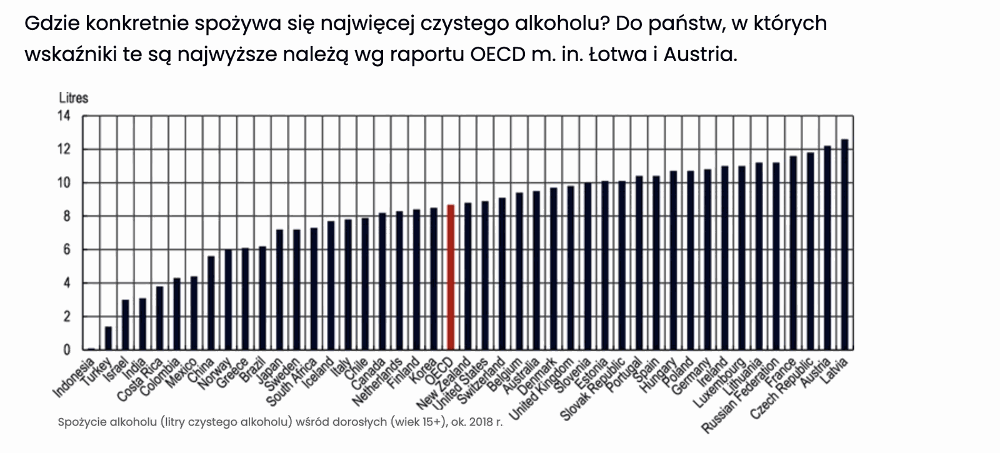 Gdzie konkretnie spożywa się najwięcej czystego alkoholu? Do państw, w których
wskaźniki te są najwyższe należą wg raportu OECD m. in. Łotwa i Austria.
Litres
14
12
10
8
6
4
2
0
Indonesia
Turkey
Israel
India
Costa Rica
Colombia
Mexico
China
Norway
Greece
Brazil
Japan
Sweden
South Africa
Iceland
Italy
Chile
Canada
Netherlands
Finland
Korea
OECD
New Zealand
United States
Switzerland
Belgium
Australia
Denmark
United Kingdom
Slovenia
Estonia
Slovak Republic
Portugal
Spain
Hungary
Poland
Germany
Ireland
Luxembourg
Lithuania
Russian Federation
France
Czech Republic
Austria
Latvia
Spożycie alkoholu (litry czystego alkoholu) wśród dorosłych (wiek 15+), ok. 2018 r.